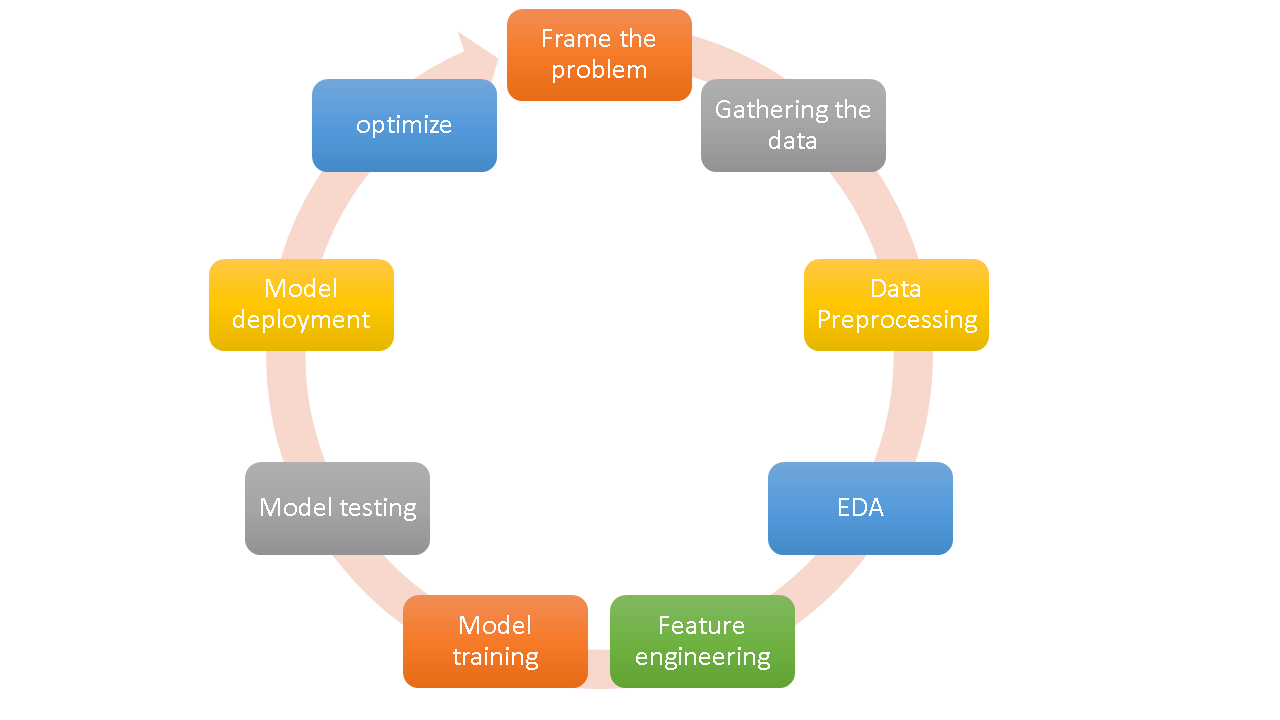 Frame the
problem
Gathering the
data
Data
Preprocessing
EDA
Feature
engineering
Model
training
Model testing
Model
deployment
optimize